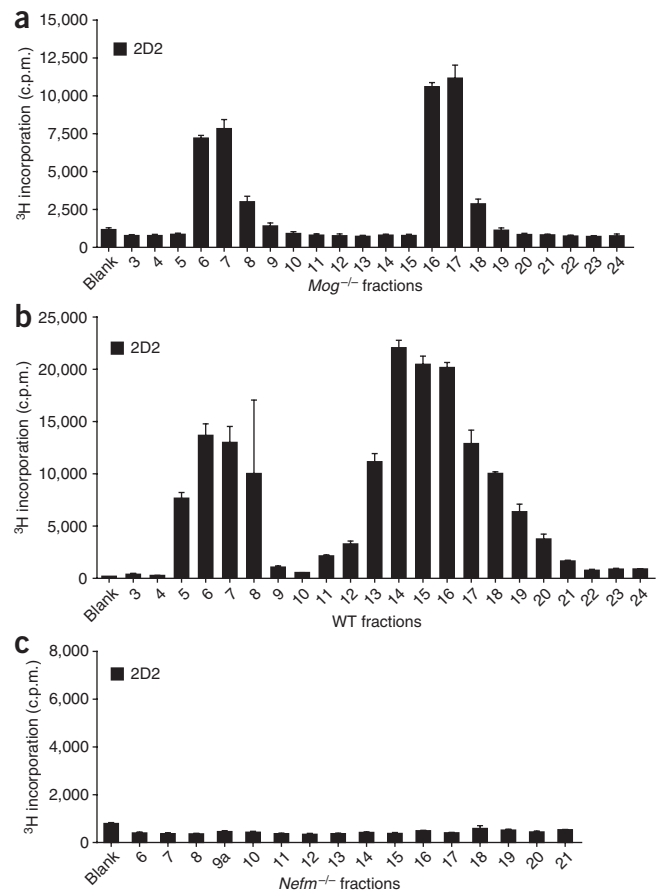 a
15,000
12,500
10,000
7,500
5,000
2,500
0
³H incorporation (c.p.m.)
2D2
Blank 3 4 5 6 7 8 9 10 11 12 13 14 15 16 17 18 19 20 21 22 23 24
Mog⁻/⁻ fractions
b
25,000
20,000
15,000
10,000
5,000
0
³H incorporation (c.p.m.)
2D2
Blank 3 4 5 6 7 8 9 10 11 12 13 14 15 16 17 18 19 20 21 22 23 24
WT fractions
c
8,000
6,000
4,000
2,000
0
³H incorporation (c.p.m.)
2D2
Blank 6 7 8 9a 10 11 12 13 14 15 16 17 18 19 20 21
Nefm⁻/⁻ fractions